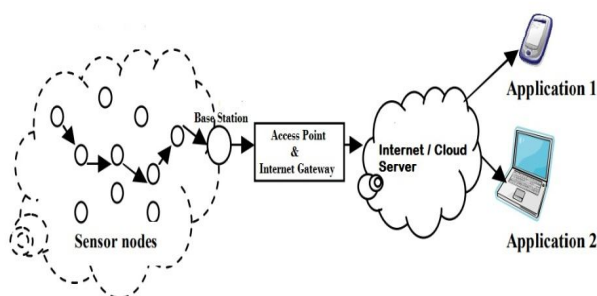 Base Station
Sensor nodes
Access Point
&
Internet Gateway
Internet / Cloud
Server
Application 1
Application 2